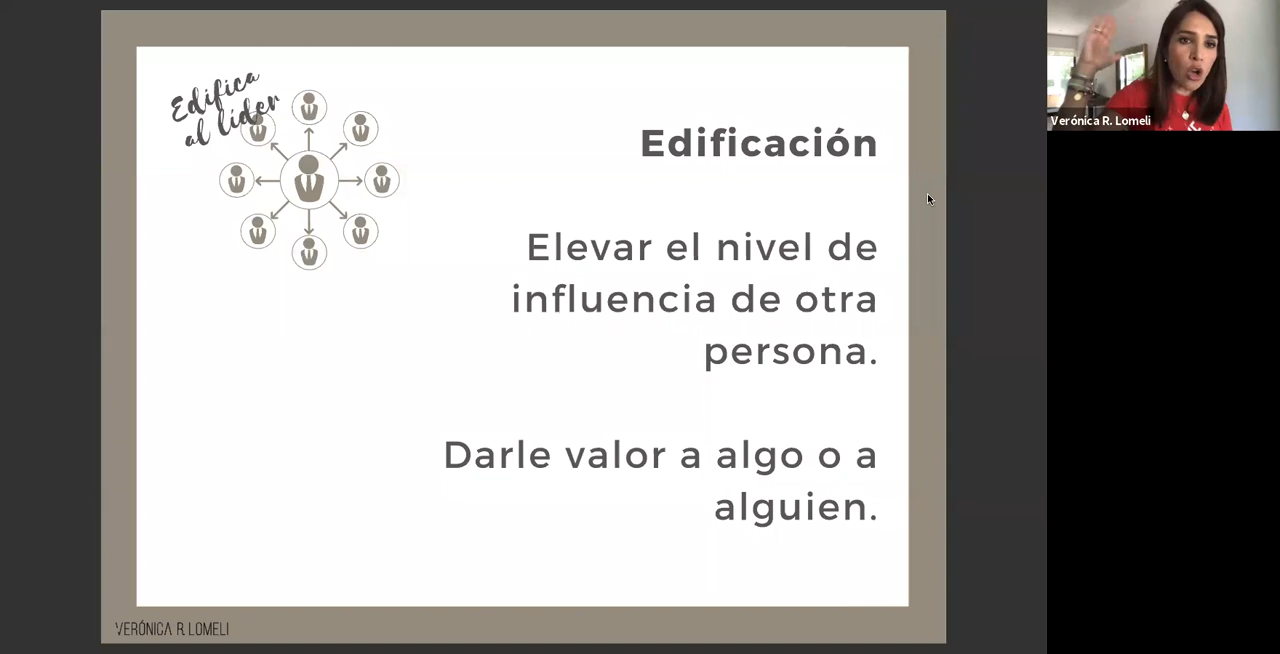 Edifica
al líder
Edificación
Elevar el nivel de
influencia de otra
persona.
Darle valor a algo o a
alguien.
VERÓNICA R. LOMELI
Verónica R. Lomeli